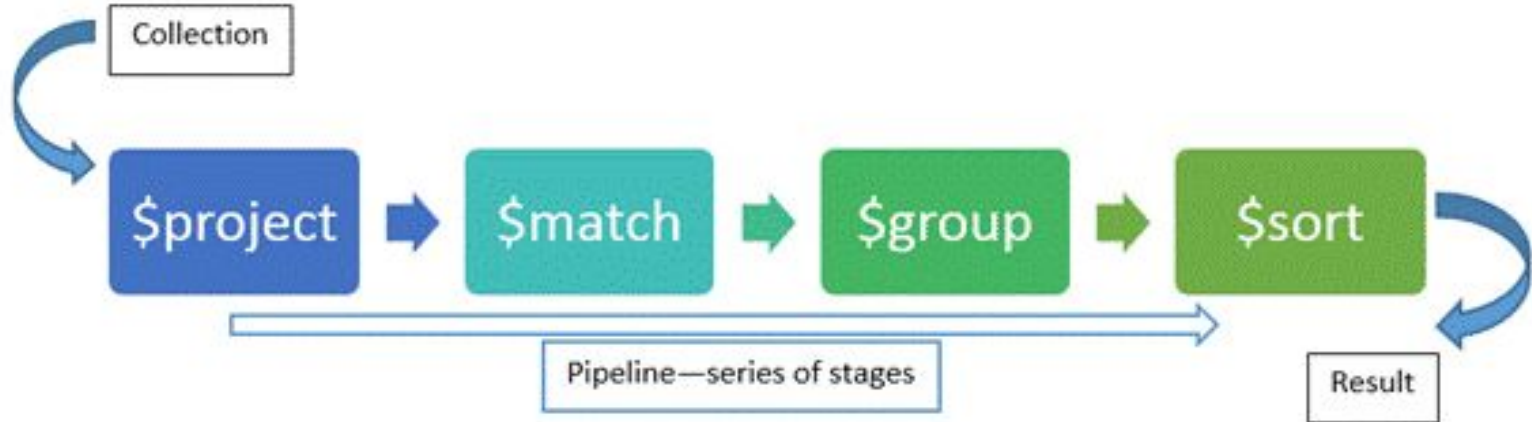 Collection
$project
$match
$group
$sort
Pipeline—series of stages
Result